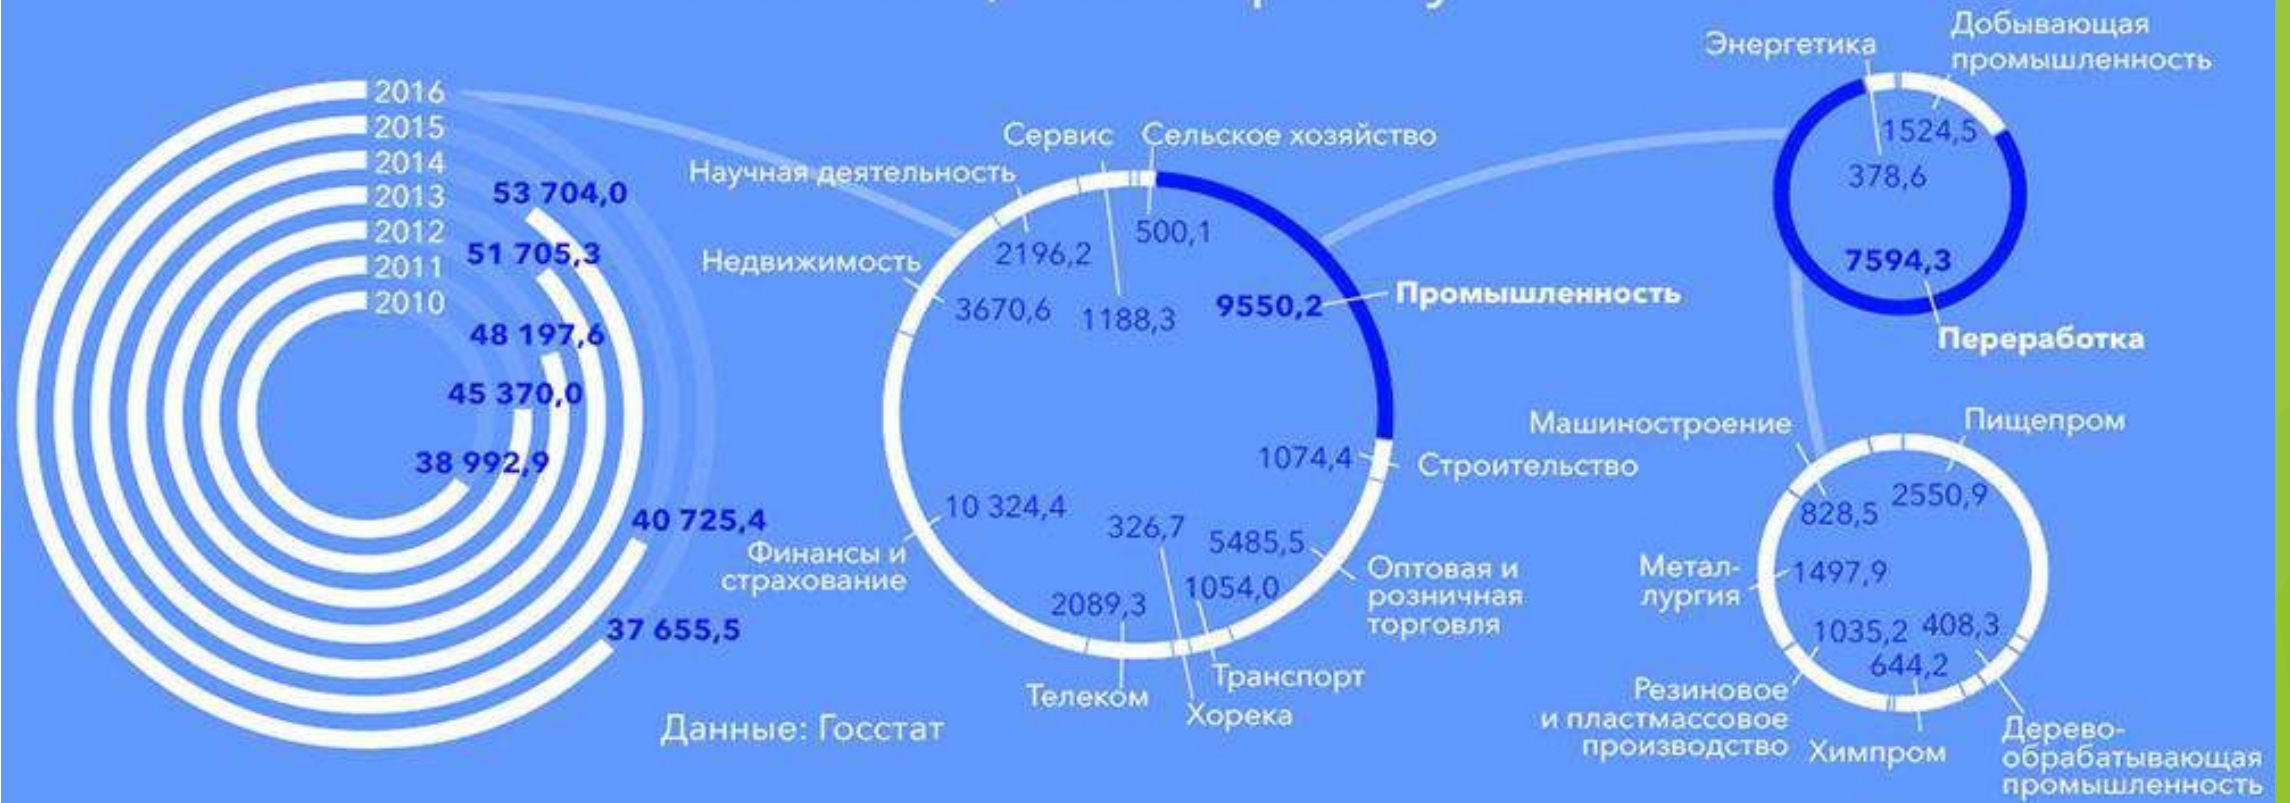 2016
2015
2014
2013
2012
2011
2010
53 704,0
51 705,3
48 197,6
45 370,0
38 992,9
40 725,4
37 655,5
Данные: Госстат
Сервис
Сельское хозяйство
Научная деятельность
Недвижимость
2196,2
500,1
3670,6
1188,3
9550,2
Промышленность
1074,4
Строительство
10 324,4
Финансы и
страхование
326,7
5485,5
Оптовая и
розничная
торговля
2089,3
1054,0
Телеком
Транспорт
Хорека
Энергетика
Добывающая
промышленность
1524,5
378,6
7594,3
Переработка
Машиностроение
Пищепром
828,5
2550,9
Метал-
лургия
1497,9
1035,2
408,3
644,2
Резиновое
и пластмассовое
производство
Химпром
Дерево-
обрабатывающая
промышленность